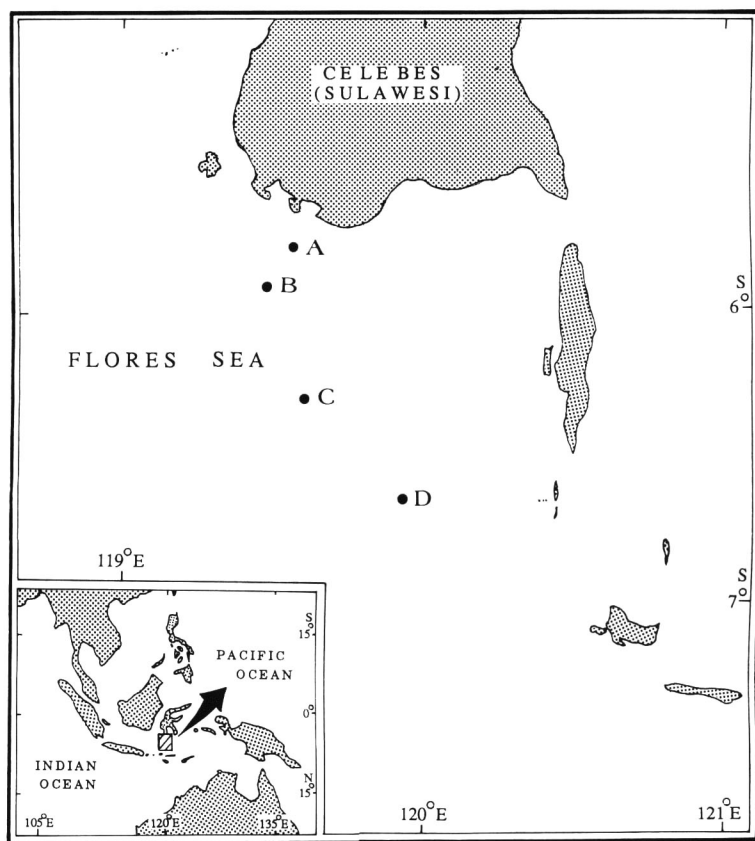 CELEBES
(SULAWESI)
A
B
S
6°
FLORES SEA
C
D
119°E
S
7°
S
15°
PACIFIC
OCEAN
0°
INDIAN
OCEAN
N
15°
105°E
120°E
135°E
120°E
121°E